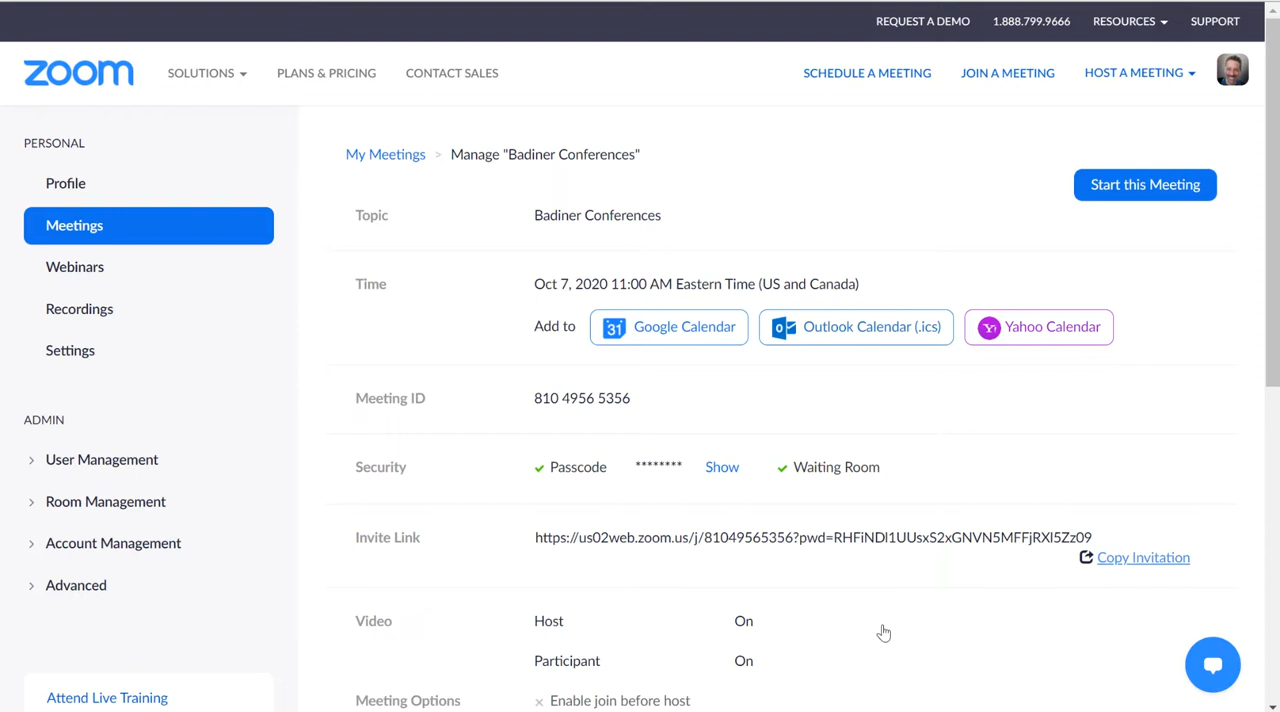 REQUEST A DEMO 1.888.799.9666 RESOURCES SUPPORT
zoom SOLUTIONS PLANS & PRICING CONTACT SALES SCHEDULE A MEETING JOIN A MEETING HOST A MEETING
PERSONAL
Profile
Meetings
Webinars
Recordings
Settings
ADMIN
User Management
Room Management
Account Management
Advanced
Attend Live Training
My Meetings > Manage "Badiner Conferences"
Start this Meeting
Topic Badiner Conferences
Time Oct 7, 2020 11:00 AM Eastern Time (US and Canada)
Add to 31 Google Calendar Outlook Calendar (.ics) Yahoo Calendar
Meeting ID 810 4956 5356
Security Passcode ******** Show Waiting Room
Invite Link https://us02web.zoom.us/j/81049565356?pwd=RHFiNDl1UUsxS2xGNVN5MFFjRXl5Zz09
Copy Invitation
Video Host On
Participant On
Meeting Options × Enable join before host